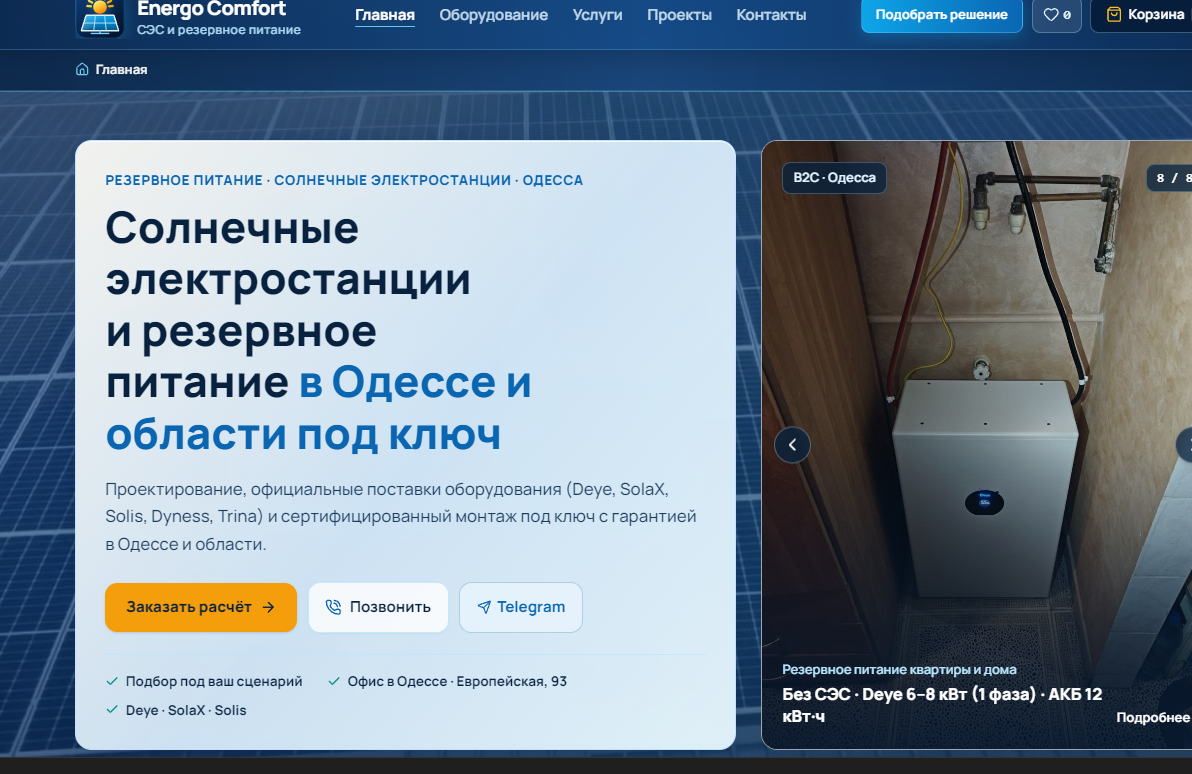 Energo Comfort
СЭС и резервное питание
Главная Оборудование Услуги Проекты Контакты
Подобрать решение
0
Корзина
Главная
РЕЗЕРВНОЕ ПИТАНИЕ · СОЛНЕЧНЫЕ ЭЛЕКТРОСТАНЦИИ · ОДЕССА
Солнечные
электростанции
и резервное
питание в Одессе и
области под ключ
Проектирование, официальные поставки оборудования (Deye, SolaX,
Solis, Dyness, Trina) и сертифицированный монтаж под ключ с гарантией
в Одессе и области.
Заказать расчёт → Позвонить Telegram
Подбор под ваш сценарий Офис в Одессе · Европейская, 93
Deye · SolaX · Solis
B2C · Одесса
8 / 8
Резервное питание квартиры и дома
Без СЭС · Deye 6–8 кВт (1 фаза) · АКБ 12
кВт·ч
Подробнее